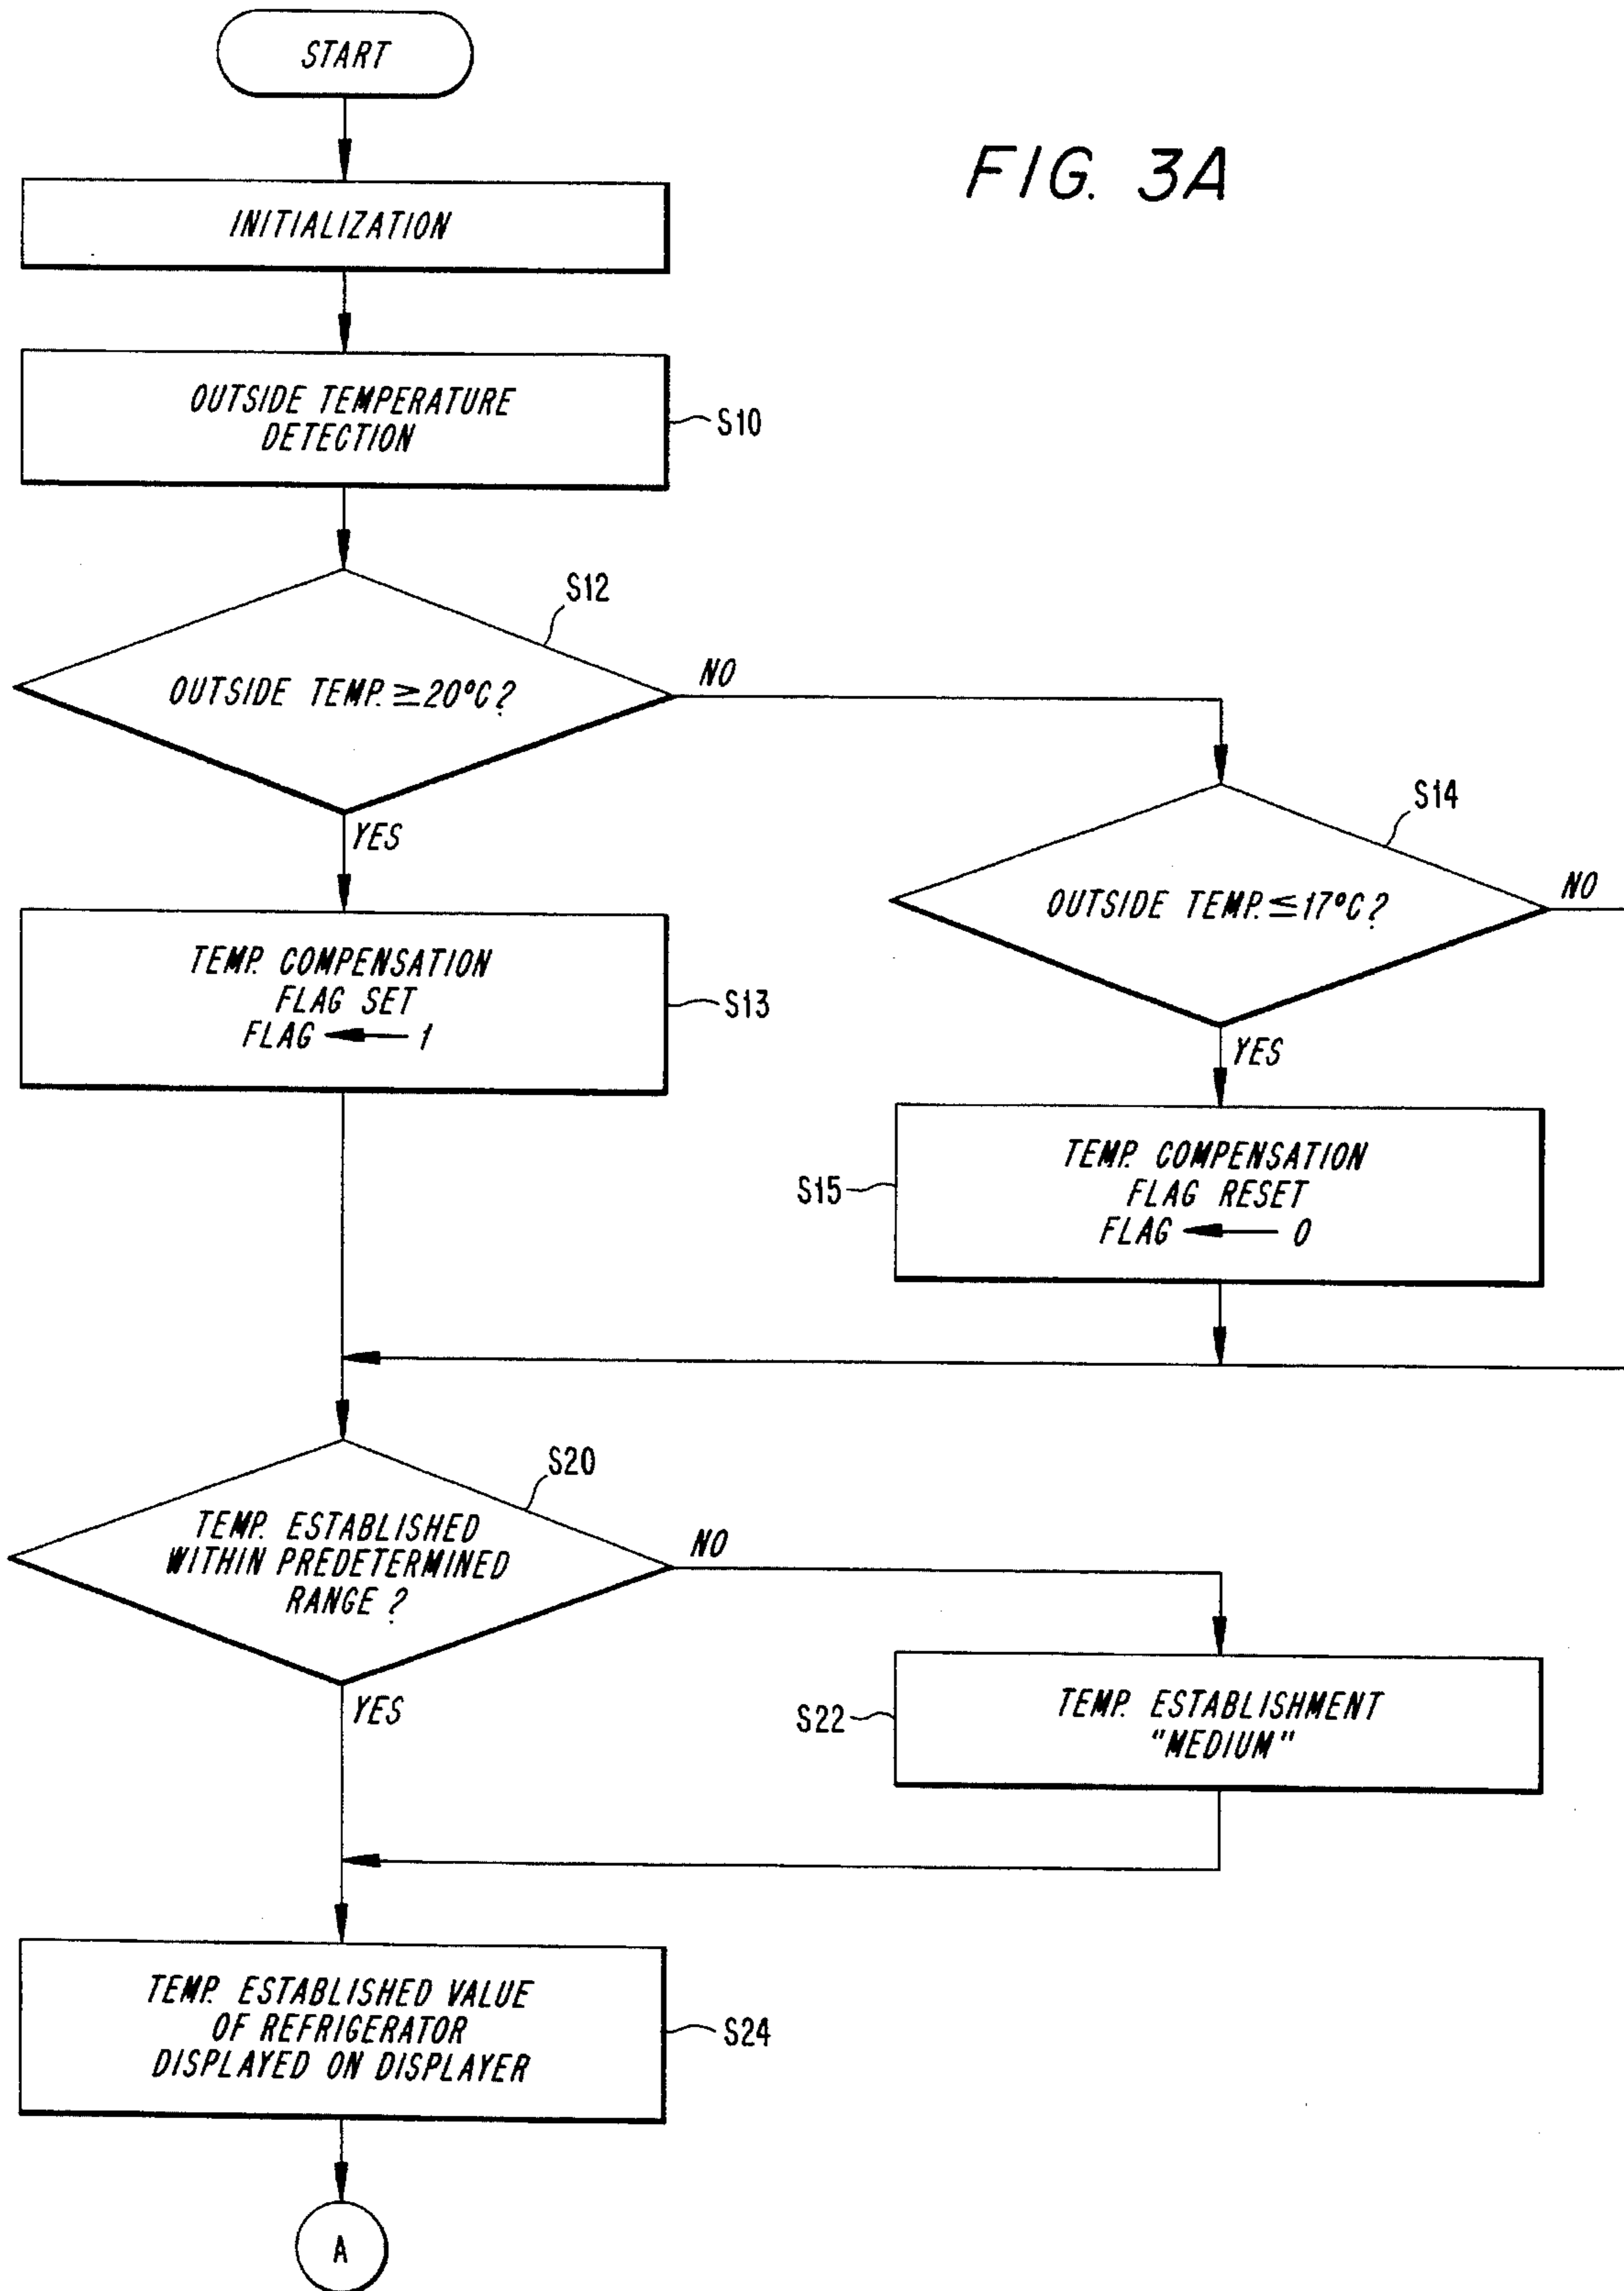 START
FIG. 3A
INITIALIZATION
OUTSIDE TEMPERATURE
DETECTION
S10
S12
OUTSIDE TEMP. ≥20°C?
NO
YES
S14
OUTSIDE TEMP. ≤17°C?
NO
YES
TEMP. COMPENSATION
FLAG SET
FLAG ← 1
S13
TEMP. COMPENSATION
FLAG RESET
FLAG ← 0
S15
S20
TEMP. ESTABLISHED
WITHIN PREDETERMINED
RANGE ?
NO
YES
S22
TEMP. ESTABLISHMENT
"MEDIUM"
TEMP. ESTABLISHED VALUE
OF REFRIGERATOR
DISPLAYED ON DISPLAYER
S24
A